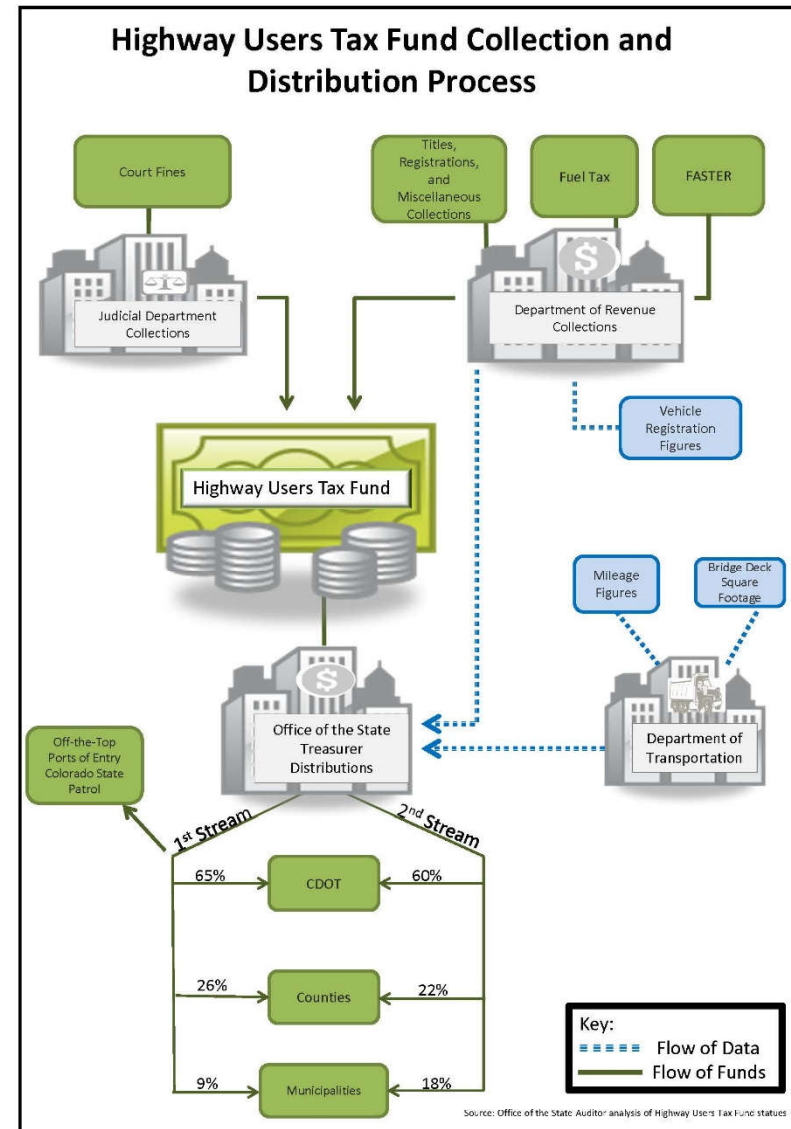 Highway Users Tax Fund Collection and
Distribution Process
Court Fines
Titles,
Registrations,
and
Miscellaneous
Collections
Fuel Tax
FASTER
Judicial Department
Collections
$
Department of Revenue
Collections
Vehicle
Registration
Figures
Highway Users Tax Fund
Mileage
Figures
Bridge Deck
Square
Footage
$
Office of the State
Treasurer
Distributions
Department of
Transportation
Off-the-Top
Ports of Entry
Colorado State
Patrol
1st Stream
2nd Stream
65%
CDOT
60%
26%
Counties
22%
9%
Municipalities
18%
Key:
Flow of Data
Flow of Funds
Source: Office of the State Auditor analysis of Highway Users Tax Fund statues